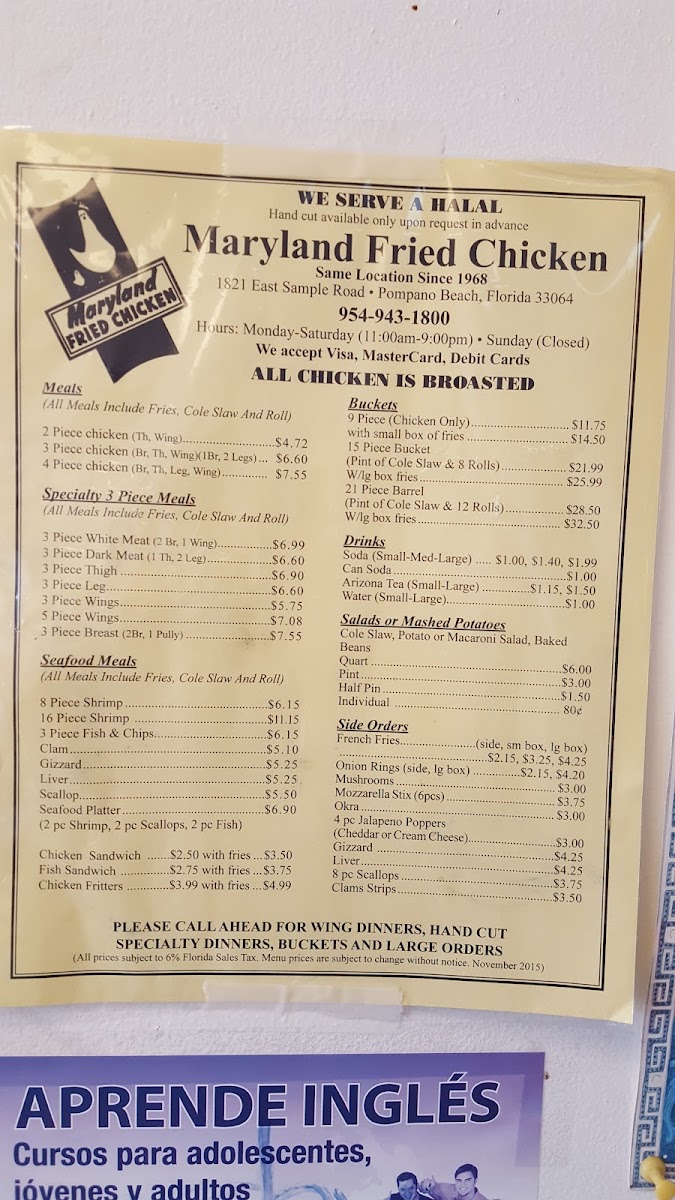 WE SERVE A HALAL
Hand cut available only upon request in advance
Maryland Fried Chicken
Same Location Since 1968
1821 East Sample Road • Pompano Beach, Florida 33064
954-943-1800
Hours: Monday-Saturday (11:00am-9:00pm) • Sunday (Closed)
We accept Visa, MasterCard, Debit Cards
ALL CHICKEN IS BROASTED
Maryland
FRIED CHICKEN
Meals
(All Meals Include Fries, Cole Slaw And Roll)
2 Piece chicken (Th, Wing)....................$4.72
3 Piece chicken (Br, Th, Wing)(1Br, 2 Legs)... $6.60
4 Piece chicken (Br, Th, Leg, Wing)............ $7.55
Specialty 3 Piece Meals
(All Meals Include Fries, Cole Slaw And Roll)
3 Piece White Meat (2 Br, 1 Wing)..............$6.99
3 Piece Dark Meat (1 Th, 2 Leg)................$6.60
3 Piece Thigh .................................$6.90
3 Piece Leg....................................$6.60
3 Piece Wings..................................$5.75
5 Piece Wings..................................$7.08
3 Piece Breast (2Br, 1 Pully) .................$7.55
Seafood Meals
(All Meals Include Fries, Cole Slaw And Roll)
8 Piece Shrimp.................................$6.15
16 Piece Shrimp ...............................$11.15
3 Piece Fish & Chips...........................$6.15
Clam...........................................$5.10
Gizzard........................................$5.25
Liver..........................................$5.25
Scallop........................................$5.50
Seafood Platter................................$6.90
(2 pc Shrimp, 2 pc Scallops, 2 pc Fish)
Chicken Sandwich .......$2.50 with fries ...$3.50
Fish Sandwich ............$2.75 with fries ...$3.75
Chicken Fritters ............$3.99 with fries ...$4.99
Buckets
9 Piece (Chicken Only)............................ $11.75
with small box of fries ............................ $14.50
15 Piece Bucket
(Pint of Cole Slaw & 8 Rolls)..................$21.99
W/lg box fries.........................................$25.99
21 Piece Barrel
(Pint of Cole Slaw & 12 Rolls)................$28.50
W/lg box fries.........................................$32.50
Drinks
Soda (Small-Med-Large) ..... $1.00, $1.40, $1.99
Can Soda .................................................$1.00
Arizona Tea (Small-Large) ..............$1.15, $1.50
Water (Small-Large)..................................$1.00
Salads or Mashed Potatoes
Cole Slaw, Potato or Macaroni Salad, Baked
Beans
Quart .......................................................$6.00
Pint..........................................................$3.00
Half Pin ....................................................$1.50
Individual ................................................ 80¢
Side Orders
French Fries......................(side, sm box, lg box)
..........................................$2.15, $3.25, $4.25
Onion Rings (side, lg box) .............$2.15, $4.20
Mushrooms..............................................$3.00
Mozzarella Stix (6pcs)................................$3.75
Okra........................................................$3.00
4 pc Jalapeno Poppers
(Cheddar or Cream Cheese)........................$3.00
Gizzard ....................................................$4.25
Liver........................................................$4.25
8 pc Scallops ............................................$3.75
Clams Strips..............................................$3.50
PLEASE CALL AHEAD FOR WING DINNERS, HAND CUT
SPECIALTY DINNERS, BUCKETS AND LARGE ORDERS
(All prices subject to 6% Florida Sales Tax. Menu prices are subject to change without notice. November 2015)
APRENDE INGLÉS
Cursos para adolescentes,
jóvenes y adultos